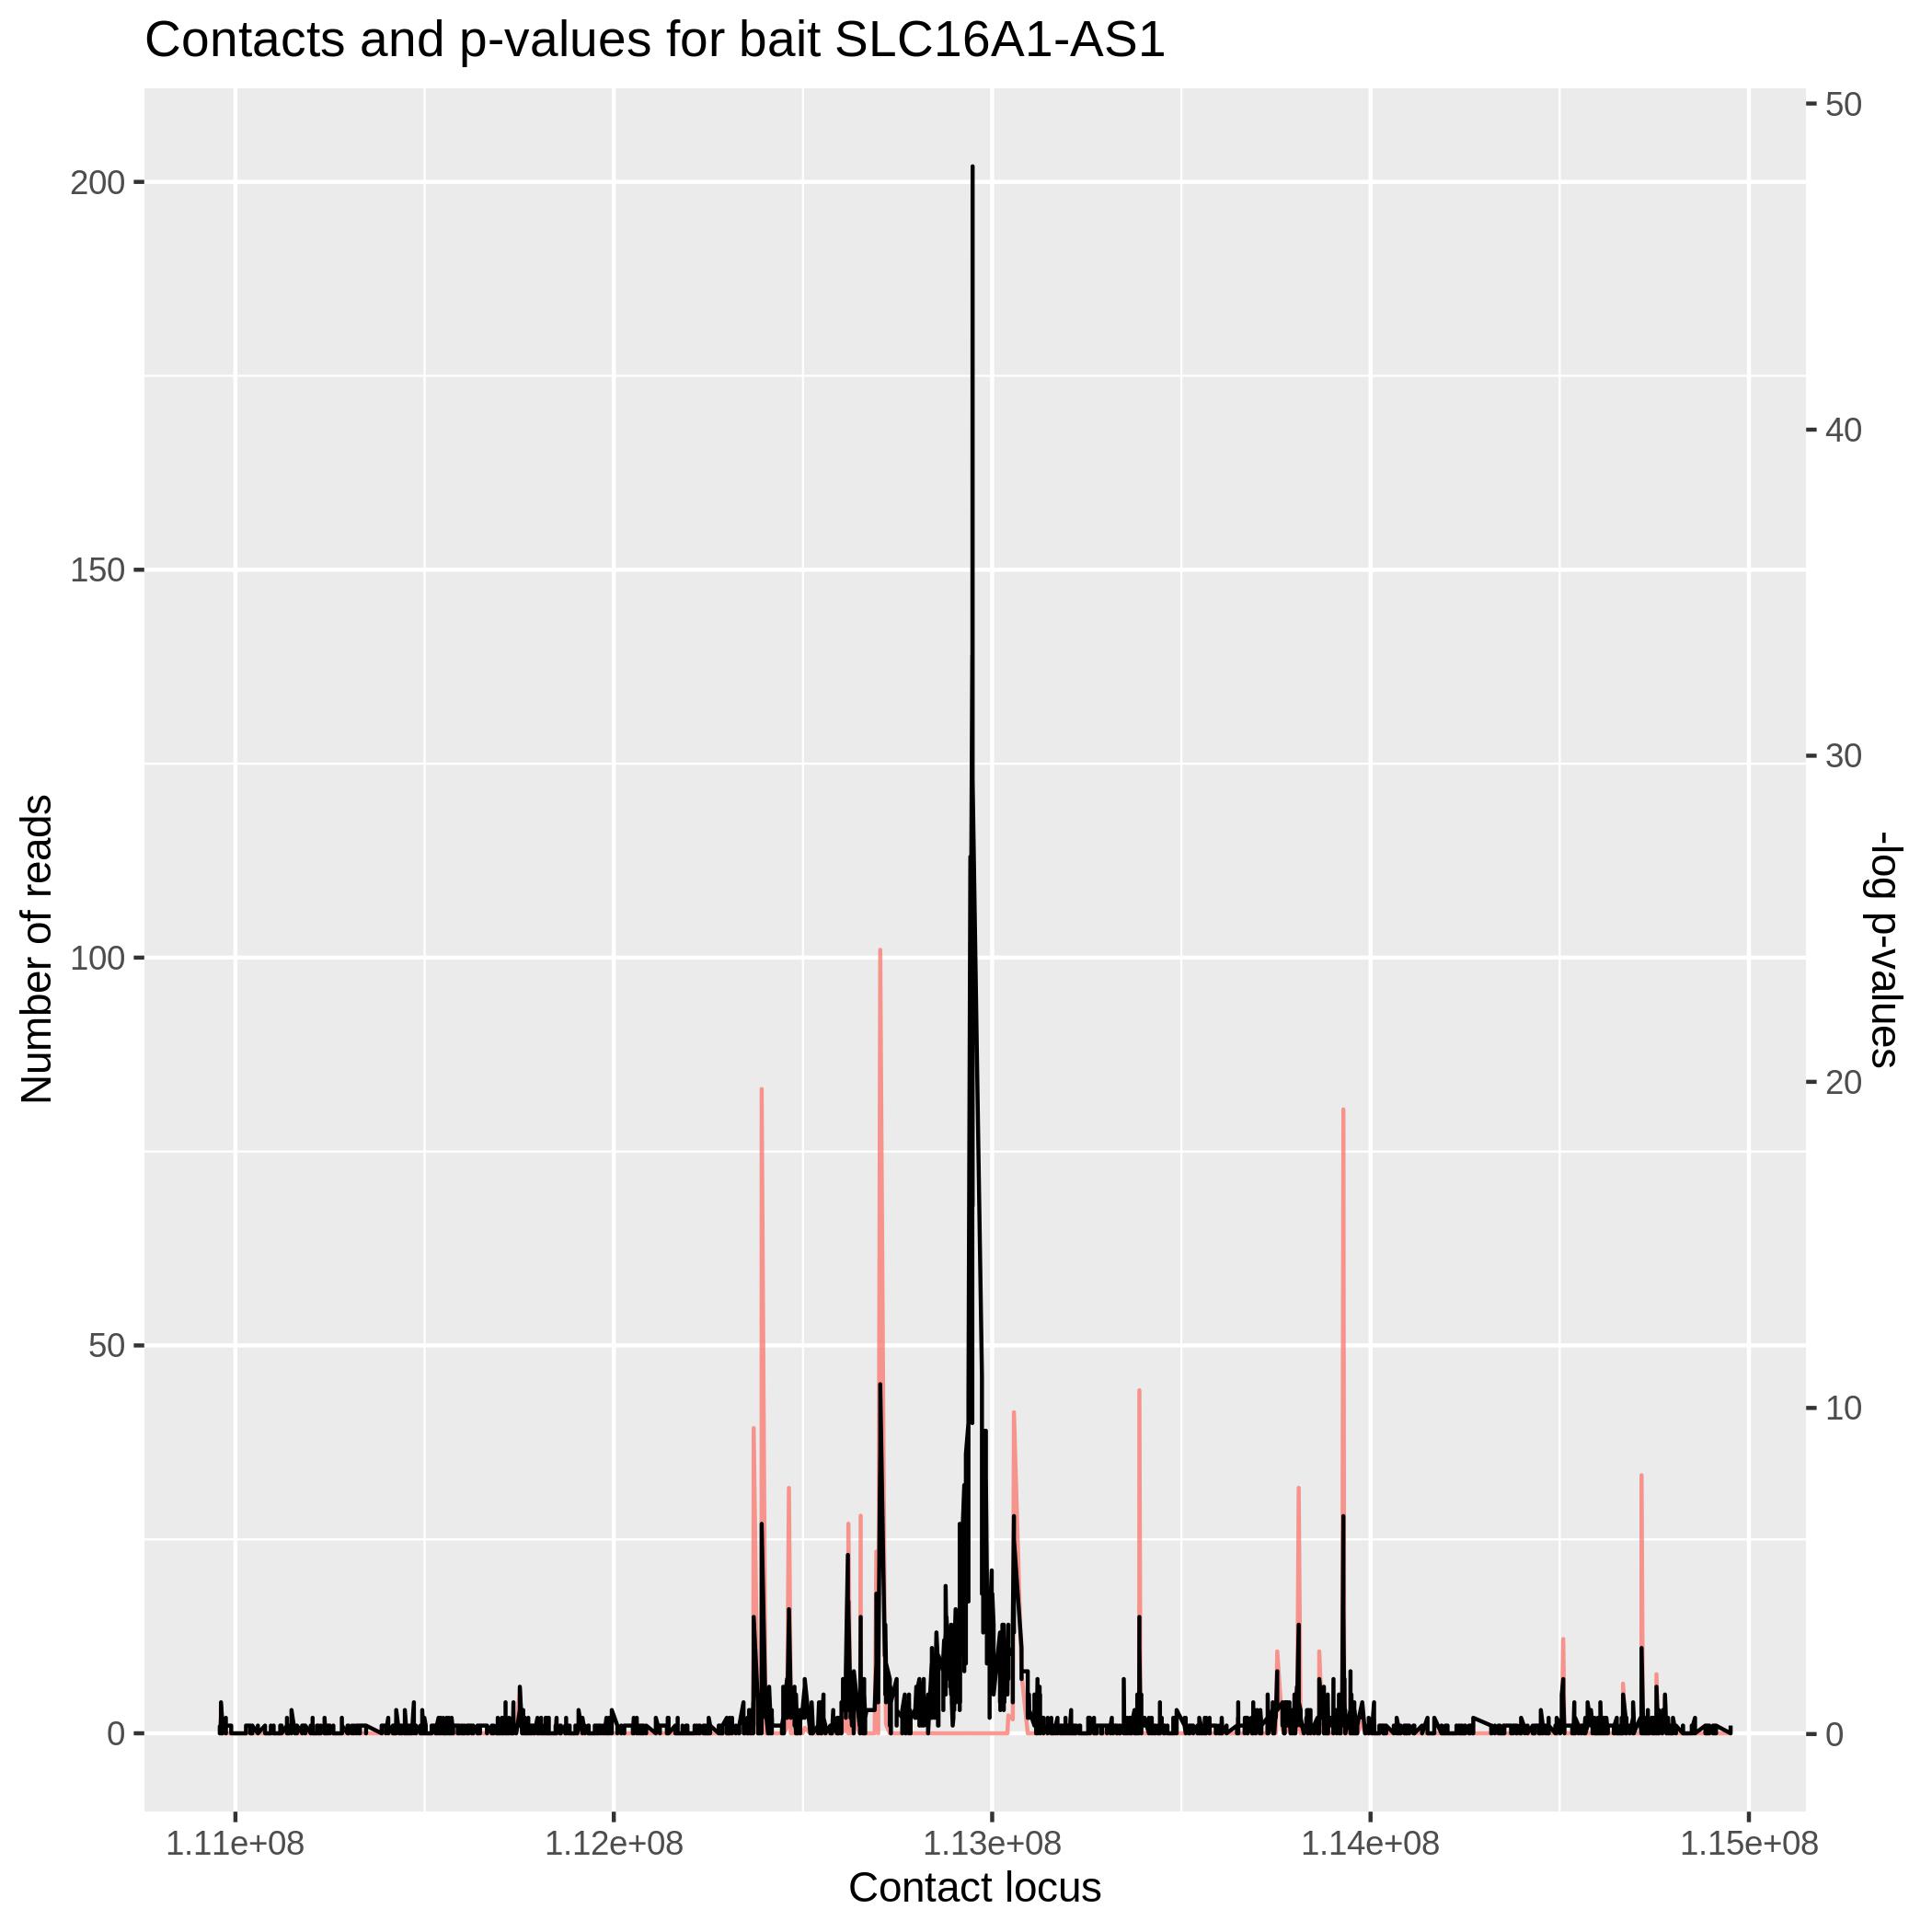 Contacts and p-values for bait SLC16A1-AS1
Number of reads
200
150
100
50
0
50
40
30
20
10
0
-log p-values
1.11e+08
1.12e+08
1.13e+08
1.14e+08
1.15e+08
Contact locus